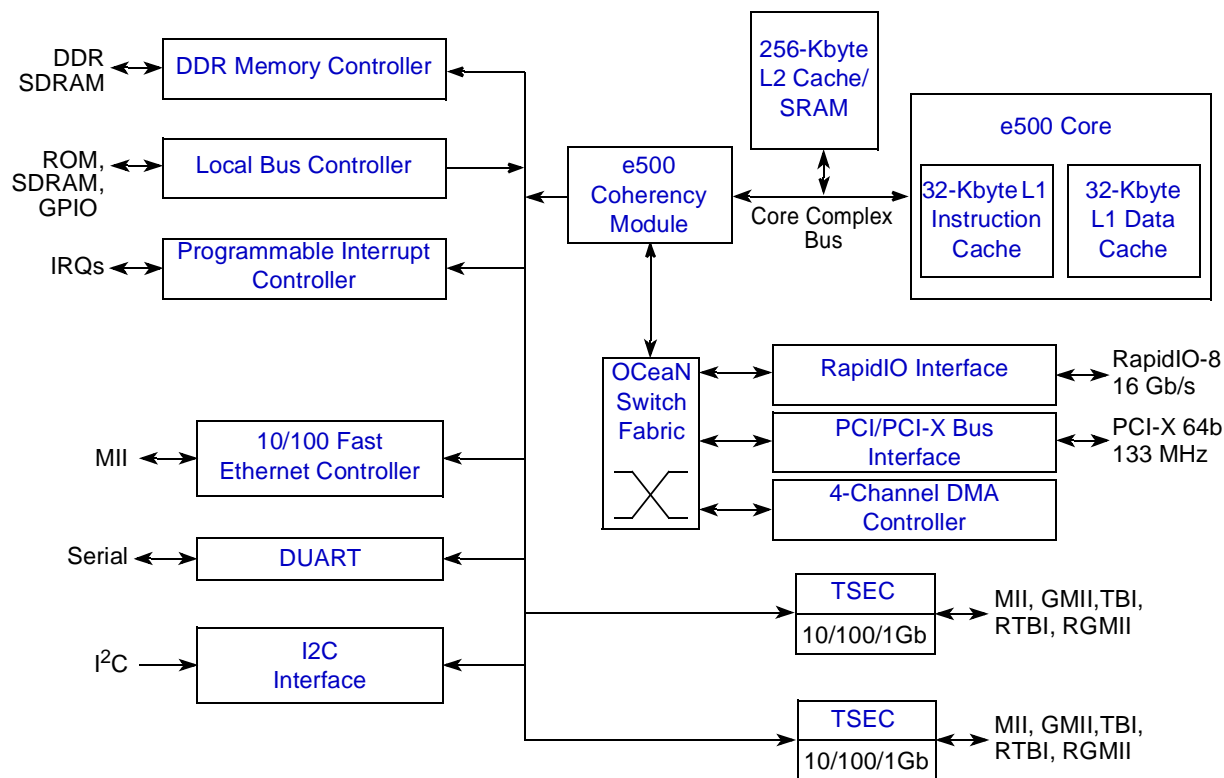 DDR
SDRAM
DDR Memory Controller
ROM,
SDRAM,
GPIO
Local Bus Controller
IRQs
Programmable Interrupt
Controller
MII
10/100 Fast
Ethernet Controller
Serial
DUART
I²C
I2C
Interface
256-Kbyte
L2 Cache/
SRAM
e500
Coherency
Module
Core Complex
Bus
e500 Core
32-Kbyte L1
Instruction
Cache
32-Kbyte
L1 Data
Cache
OCeaN
Switch
Fabric
RapidIO Interface
RapidIO-8
16 Gb/s
PCI/PCI-X Bus
Interface
PCI-X 64b
133 MHz
4-Channel DMA
Controller
TSEC
10/100/1Gb
MII, GMII,TBI,
RTBI, RGMII
TSEC
10/100/1Gb
MII, GMII,TBI,
RTBI, RGMII